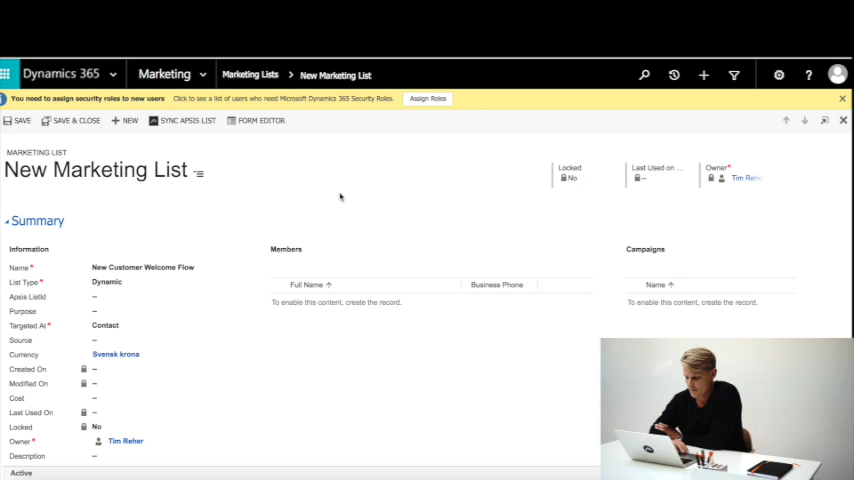 Dynamics 365 Marketing Marketing Lists > New Marketing List
You need to assign security roles to new users Click to see a list of users who need Microsoft Dynamics 365 Security Roles. Assign Roles
SAVE SAVE & CLOSE + NEW SYNC APSIS LIST FORM EDITOR
MARKETING LIST
New Marketing List
Locked
No
Last Used on ...
--
Owner*
Tim Rehe
Summary
Information
Name* New Customer Welcome Flow
List Type* Dynamic
Apsis ListId --
Purpose --
Targeted At* Contact
Source --
Currency Svensk krona
Created On --
Modified On --
Cost --
Last Used On --
Locked No
Owner* Tim Reher
Description --
Members
Full Name ↑ Business Phone
To enable this content, create the record.
Campaigns
Name ↑
To enable this content, create the record.
Active